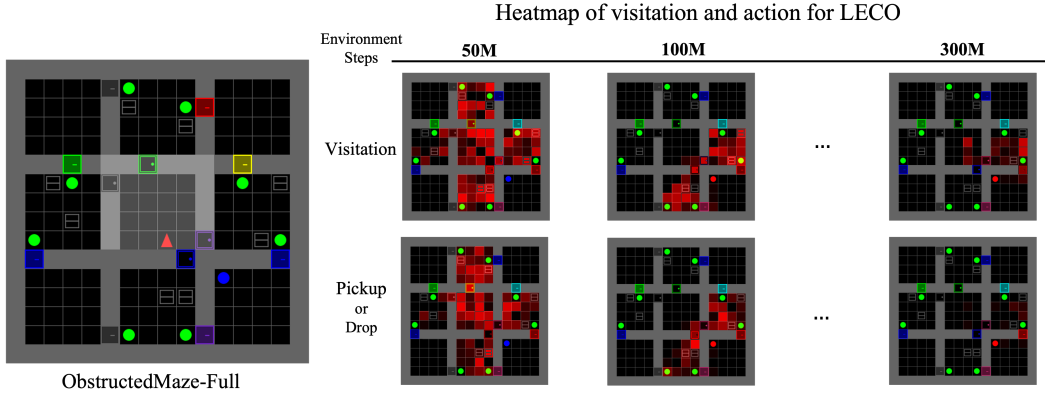 Heatmap of visitation and action for LECO
Environment
Steps
50M
100M
300M
Visitation
...
Pickup
or
Drop
...
ObstructedMaze-Full